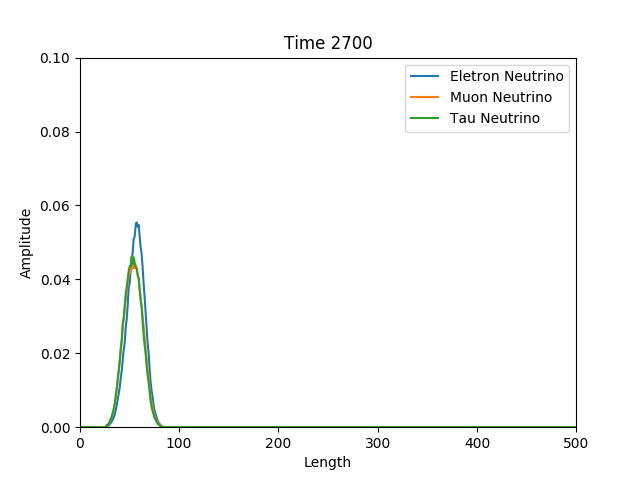 Time 2700
Eletron Neutrino
Muon Neutrino
Tau Neutrino
Amplitude
0.10
0.08
0.06
0.04
0.02
0.00
0 100 200 300 400 500
Length